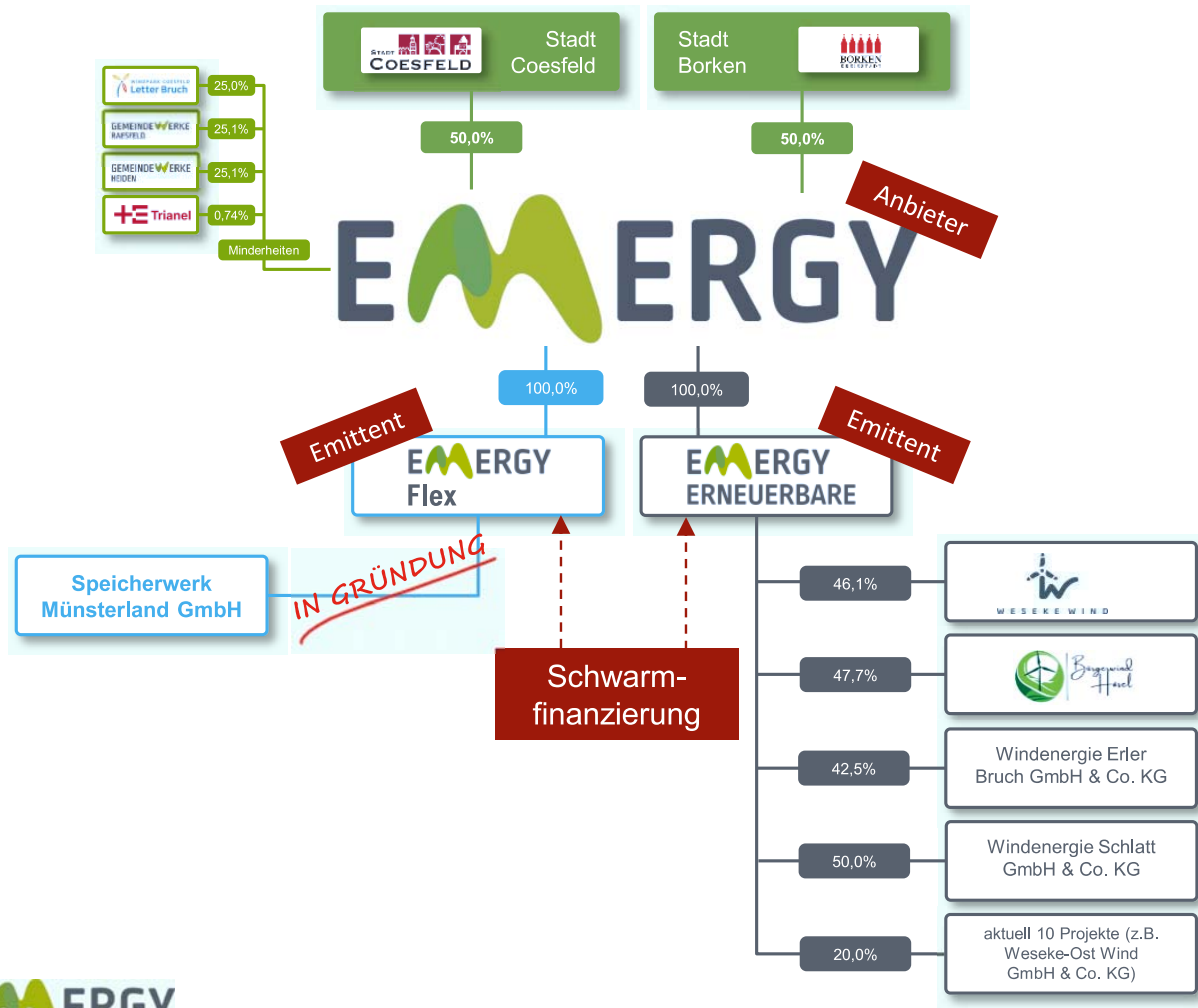 STADT
COESFELD
Stadt
Coesfeld
Stadt
Borken
BORKEN
WINDPARK COESFELD
Letter Bruch
25,0%
GEMEINDEWERKE
RAESFELD
25,1%
GEMEINDEWERKE
HEIDEN
25,1%
Trianel
0,74%
Minderheiten
50,0%
50,0%
Anbieter
EMERGY
100,0%
100,0%
Emittent
Emittent
EMERGY
Flex
EMERGY
ERNEUERBARE
Speicherwerk
Münsterland GmbH
IN GRÜNDUNG
Schwarm-
finanzierung
46,1%
WESEKE WIND
47,7%
Bürgerwind
42,5%
Windenergie Erler
Bruch GmbH & Co. KG
50,0%
Windenergie Schlatt
GmbH & Co. KG
20,0%
aktuell 10 Projekte (z.B.
Weseke-Ost Wind
GmbH & Co. KG)